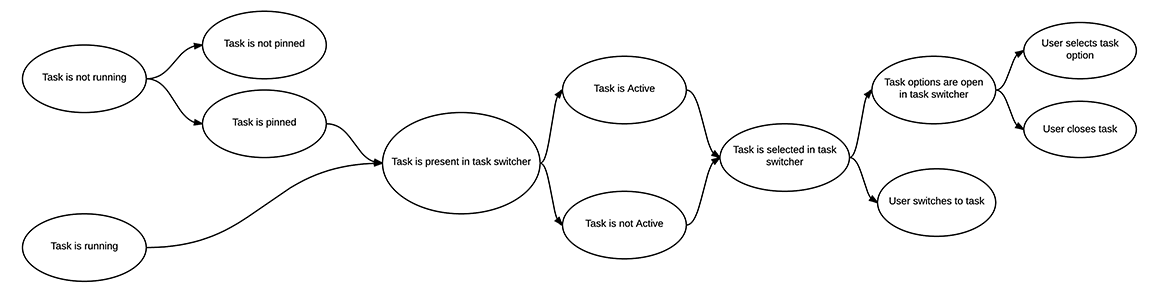 Task is not running
Task is not pinned
Task is pinned
Task is running
Task is present in task switcher
Task is Active
Task is not Active
Task is selected in task
switcher
Task options are open
in task switcher
User switches to task
User selects task
option
User closes task